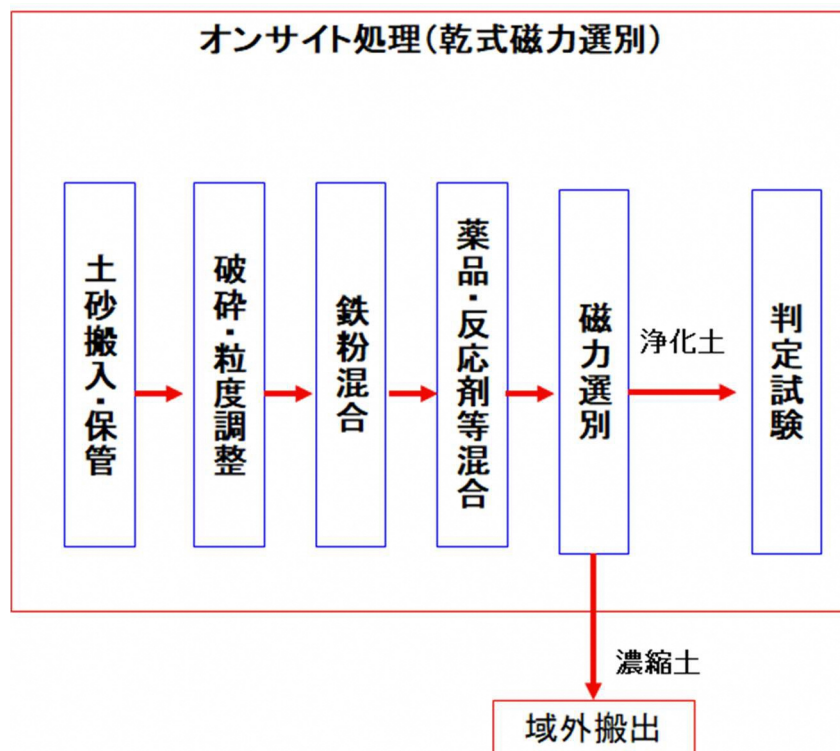 オンサイト処理(乾式磁力選別)
土砂搬入・保管
破砕・粒度調整
鉄粉混合
薬品・反応剤等混合
磁力選別
浄化土
判定試験
濃縮土
域外搬出